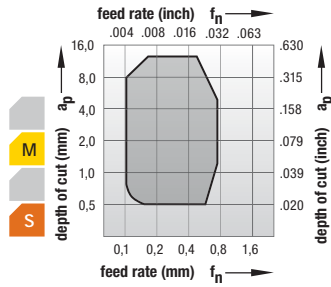 feed rate (inch) fn
.004 .008 .016 .032 .063
16,0 .630
8,0 .315
4,0 .158
2,0 .079
1,0 .039
0,5 .020
ap
depth of cut (mm)
ap
depth of cut (inch)
M
S
0,1 0,2 0,4 0,8 1,6
feed rate (mm) fn